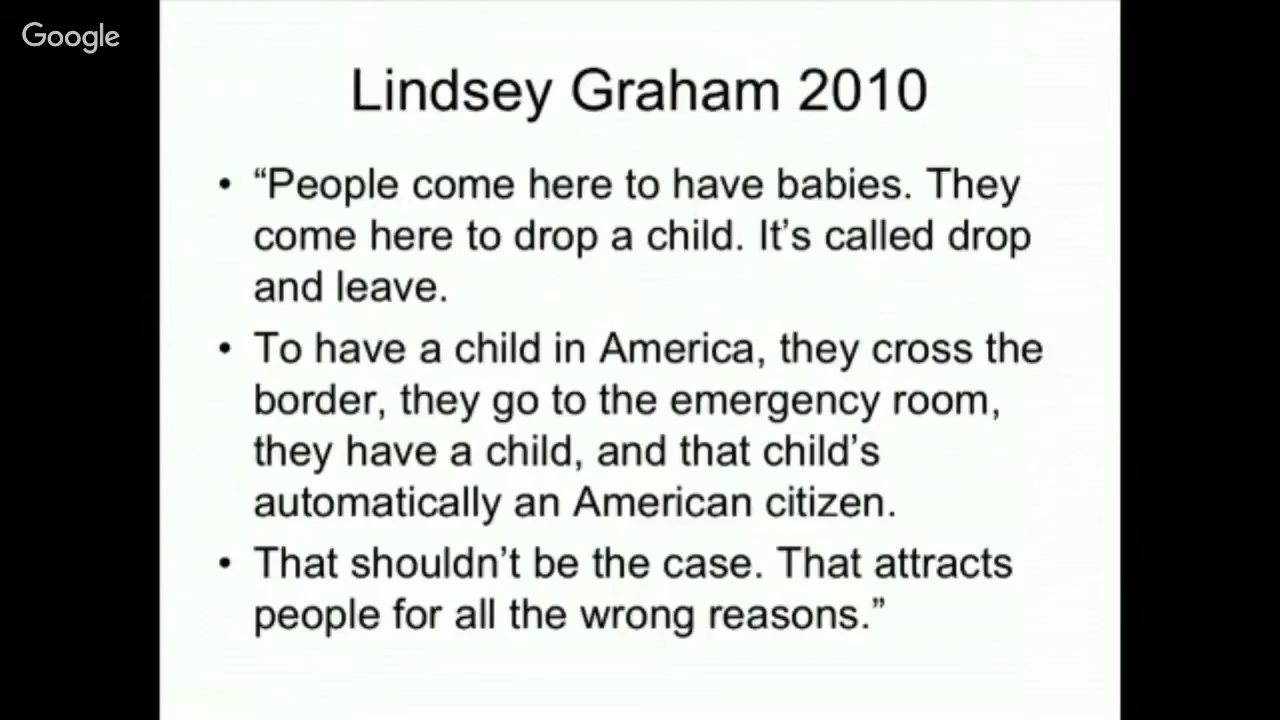 Google
Lindsey Graham 2010
• “People come here to have babies. They
come here to drop a child. It’s called drop
and leave.
• To have a child in America, they cross the
border, they go to the emergency room,
they have a child, and that child’s
automatically an American citizen.
• That shouldn’t be the case. That attracts
people for all the wrong reasons.”